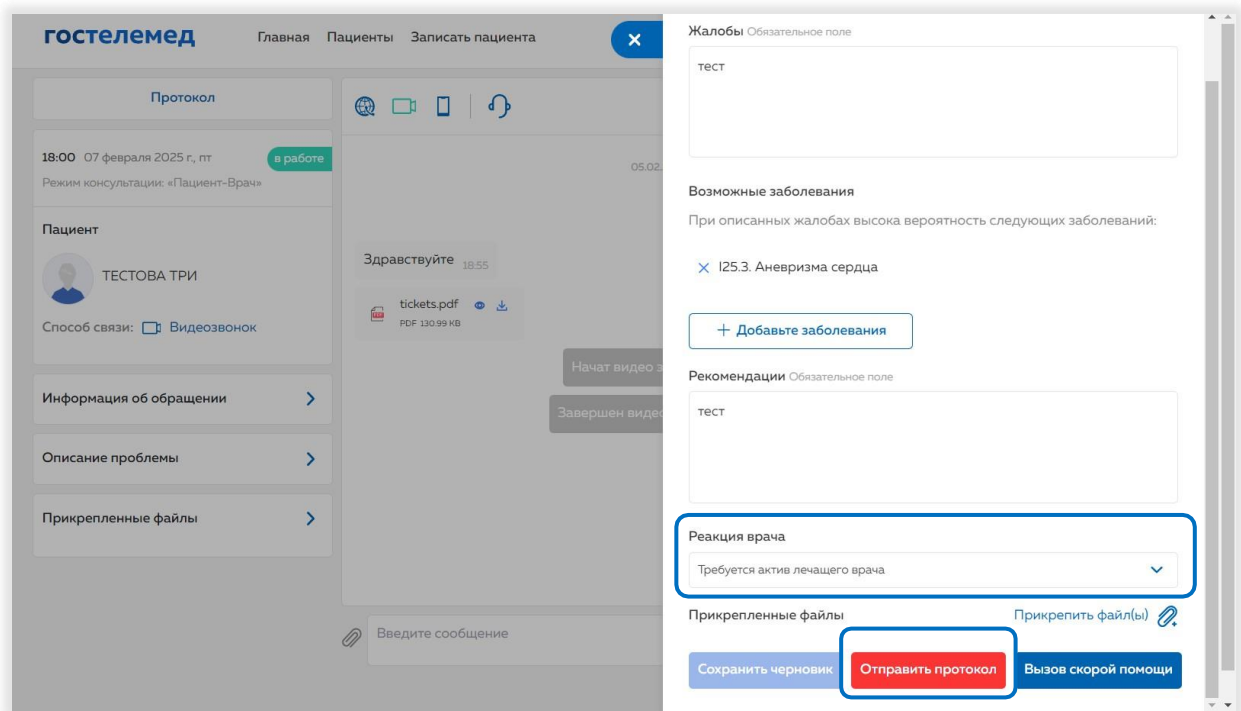 гостелемед
Главная Пациенты Записать пациента
Протокол
18:00 07 февраля 2025 г., пт
в работе
Режим консультации: «Пациент-Врач»
Пациент
ТЕСТОВА ТРИ
Способ связи: Видеозвонок
Информация об обращении
Описание проблемы
Прикрепленные файлы
05.02.
Здравствуйте 18:55
tickets.pdf
PDF 130.99 KB
Начат видео з
Завершен видео
Введите сообщение
Жалобы Обязательное поле
тест
Возможные заболевания
При описанных жалобах высока вероятность следующих заболеваний:
I25.3. Аневризма сердца
+ Добавьте заболевания
Рекомендации Обязательное поле
тест
Реакция врача
Требуется актив лечащего врача
Прикрепленные файлы
Прикрепить файл(ы)
Сохранить черновик
Отправить протокол
Вызов скорой помощи